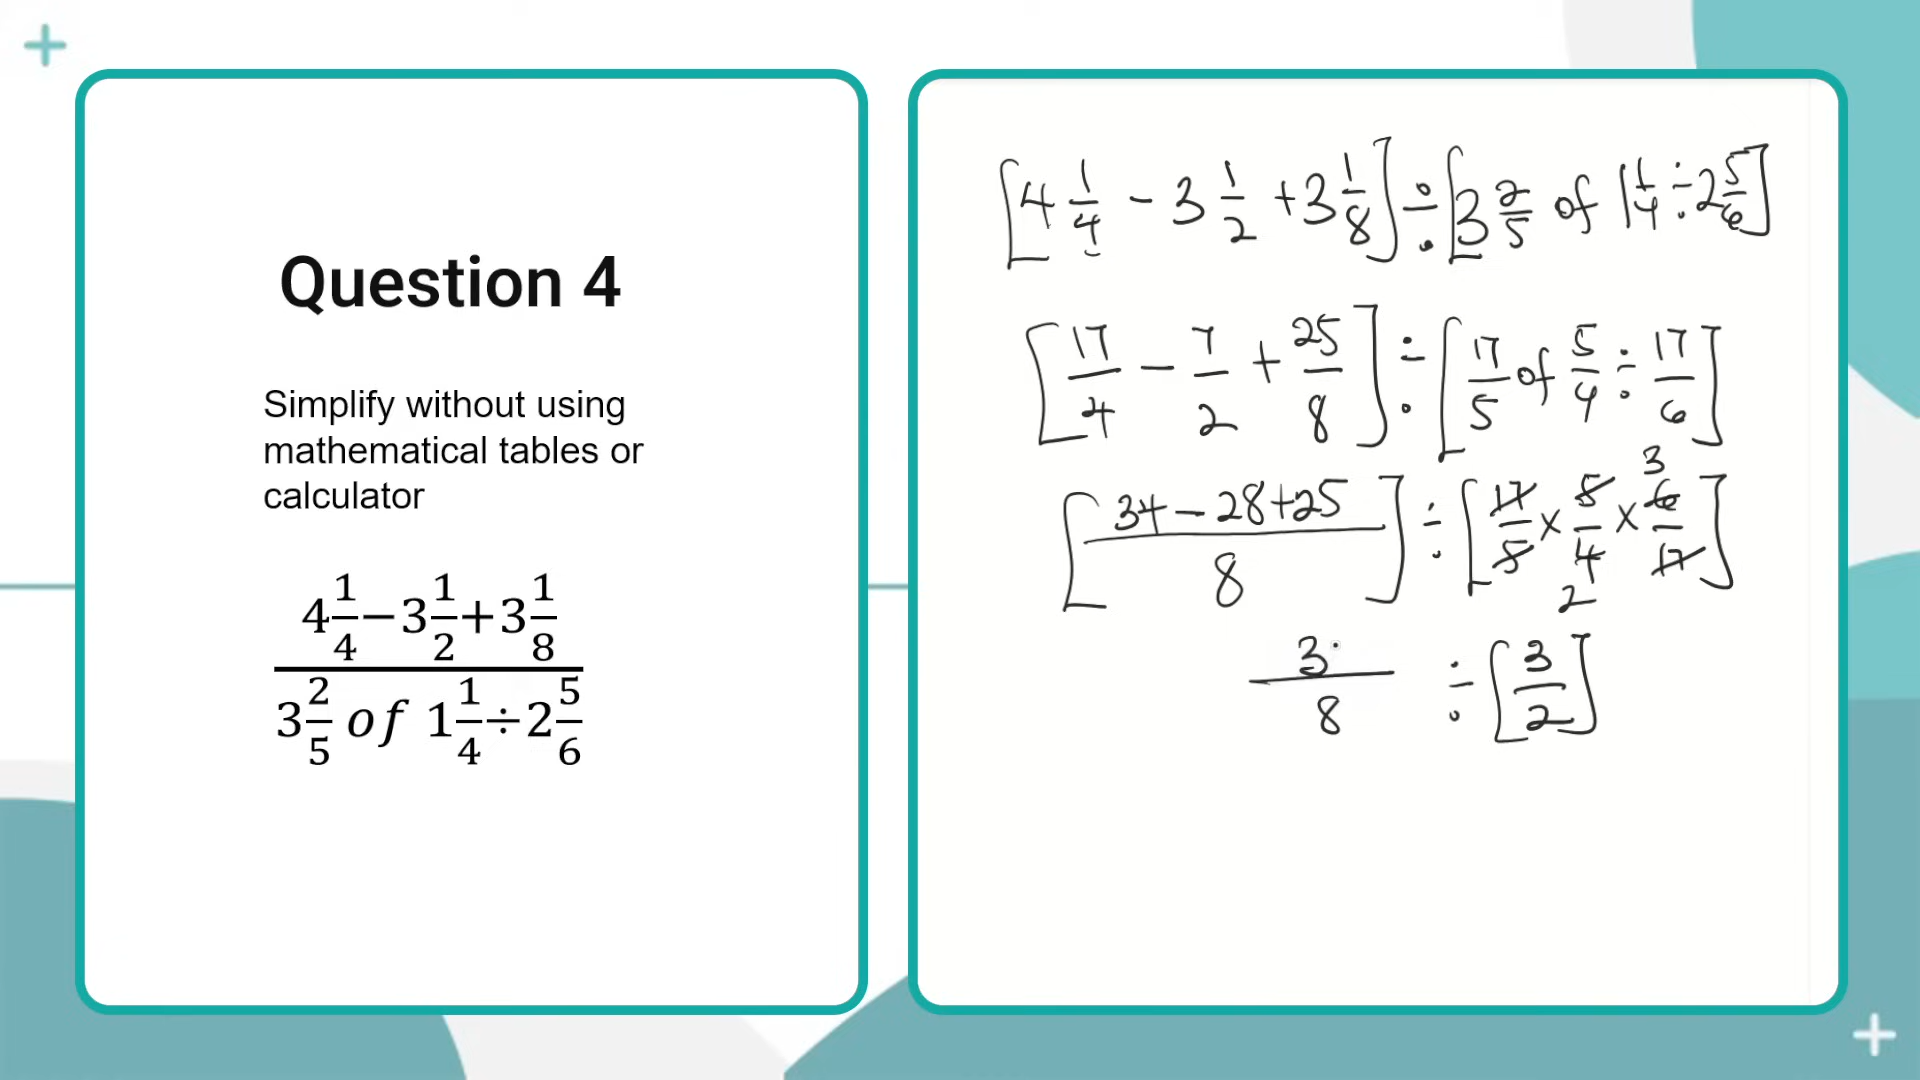 Question 4
Simplify without using
mathematical tables or
calculator
4 1/4 − 3 1/2 + 3 1/8
3 2/5 of 1 1/4 ÷ 2 5/6
[4 1/4 − 3 1/2 + 3 1/8] ÷ [3 2/5 of 1 1/4 ÷ 2 5/6]
[17/4 − 7/2 + 25/8] ÷ [17/5 of 5/4 ÷ 17/6]
3
[34 − 28 + 25 / 8] ÷ [17/5 × 5/4 × 6/17]
2
3/8 ÷ [3/2]